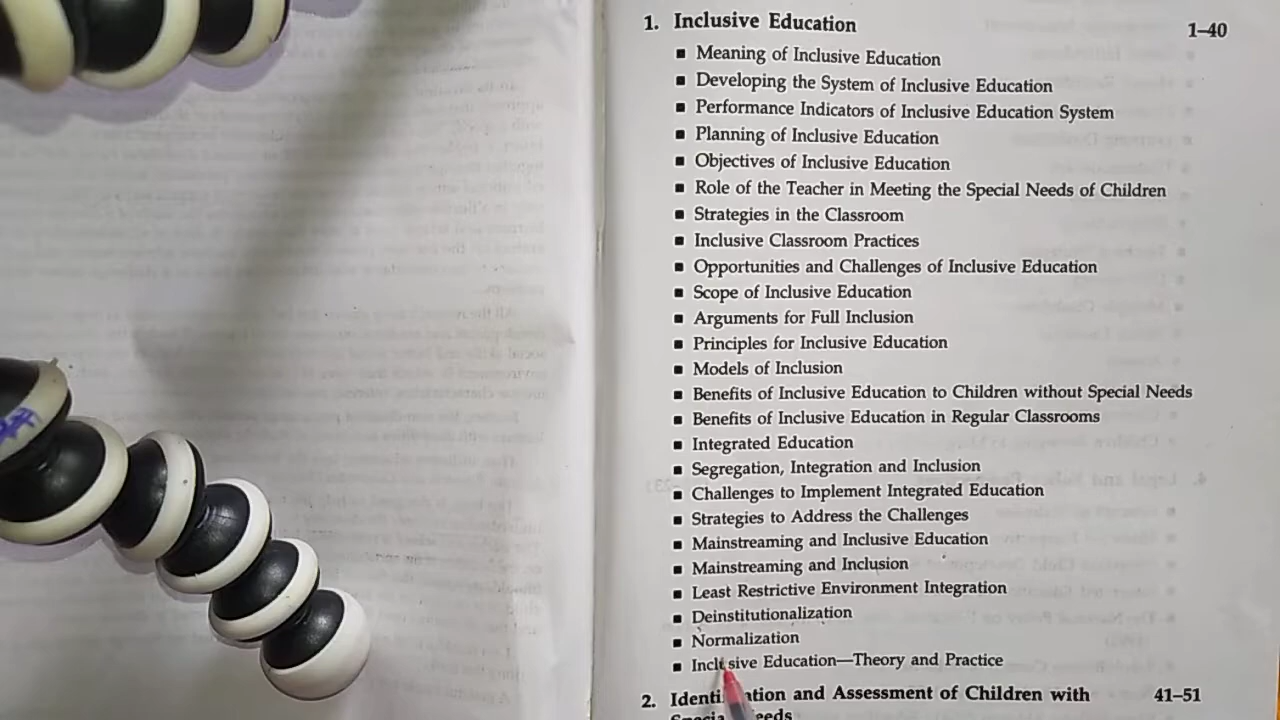 1. Inclusive Education 1–40
■ Meaning of Inclusive Education
■ Developing the System of Inclusive Education
■ Performance Indicators of Inclusive Education System
■ Planning of Inclusive Education
■ Objectives of Inclusive Education
■ Role of the Teacher in Meeting the Special Needs of Children
■ Strategies in the Classroom
■ Inclusive Classroom Practices
■ Opportunities and Challenges of Inclusive Education
■ Scope of Inclusive Education
■ Arguments for Full Inclusion
■ Principles for Inclusive Education
■ Models of Inclusion
■ Benefits of Inclusive Education to Children without Special Needs
■ Benefits of Inclusive Education in Regular Classrooms
■ Integrated Education
■ Segregation, Integration and Inclusion
■ Challenges to Implement Integrated Education
■ Strategies to Address the Challenges
■ Mainstreaming and Inclusive Education
■ Mainstreaming and Inclusion
■ Least Restrictive Environment Integration
■ Deinstitutionalization
■ Normalization
■ Inclusive Education—Theory and Practice
2. Identification and Assessment of Children with 41–51
Special Needs